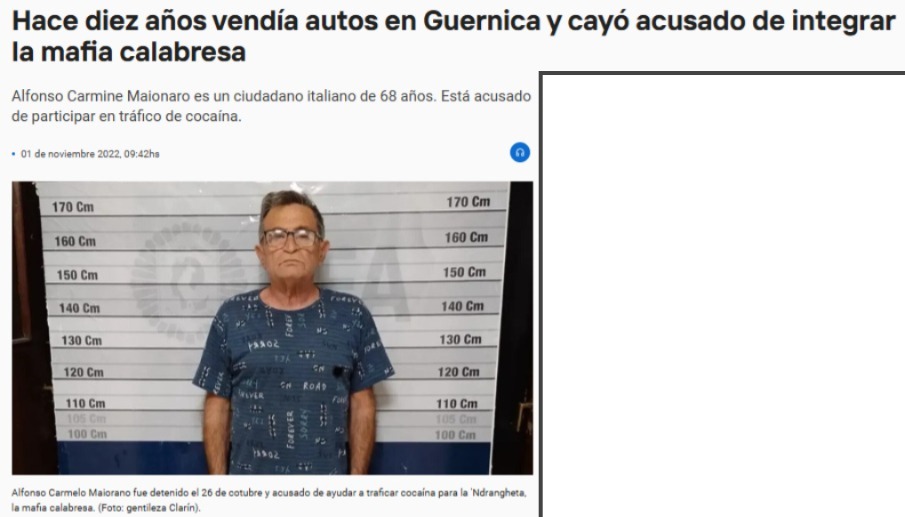 Hace diez años vendía autos en Guernica y cayó acusado de integrar
la mafia calabresa
Alfonso Carmine Maionaro es un ciudadano italiano de 68 años. Está acusado
de participar en tráfico de cocaína.
• 01 de noviembre 2022, 09:42hs
170 Cm 170 Cm
160 Cm 160 Cm
150 Cm 150 Cm
140 Cm 140 Cm
130 Cm 130 Cm
120 Cm 120 Cm
110 Cm 110 Cm
105 Cm 105 Cm
100 Cm 100 Cm
FOREVER
SORRY
ROAD
Alfonso Carmelo Maiorano fue detenido el 26 de cotubre y acusado de ayudar a traficar cocaína para la 'Ndrangheta,
la mafia calabresa. (Foto: gentileza Clarín).